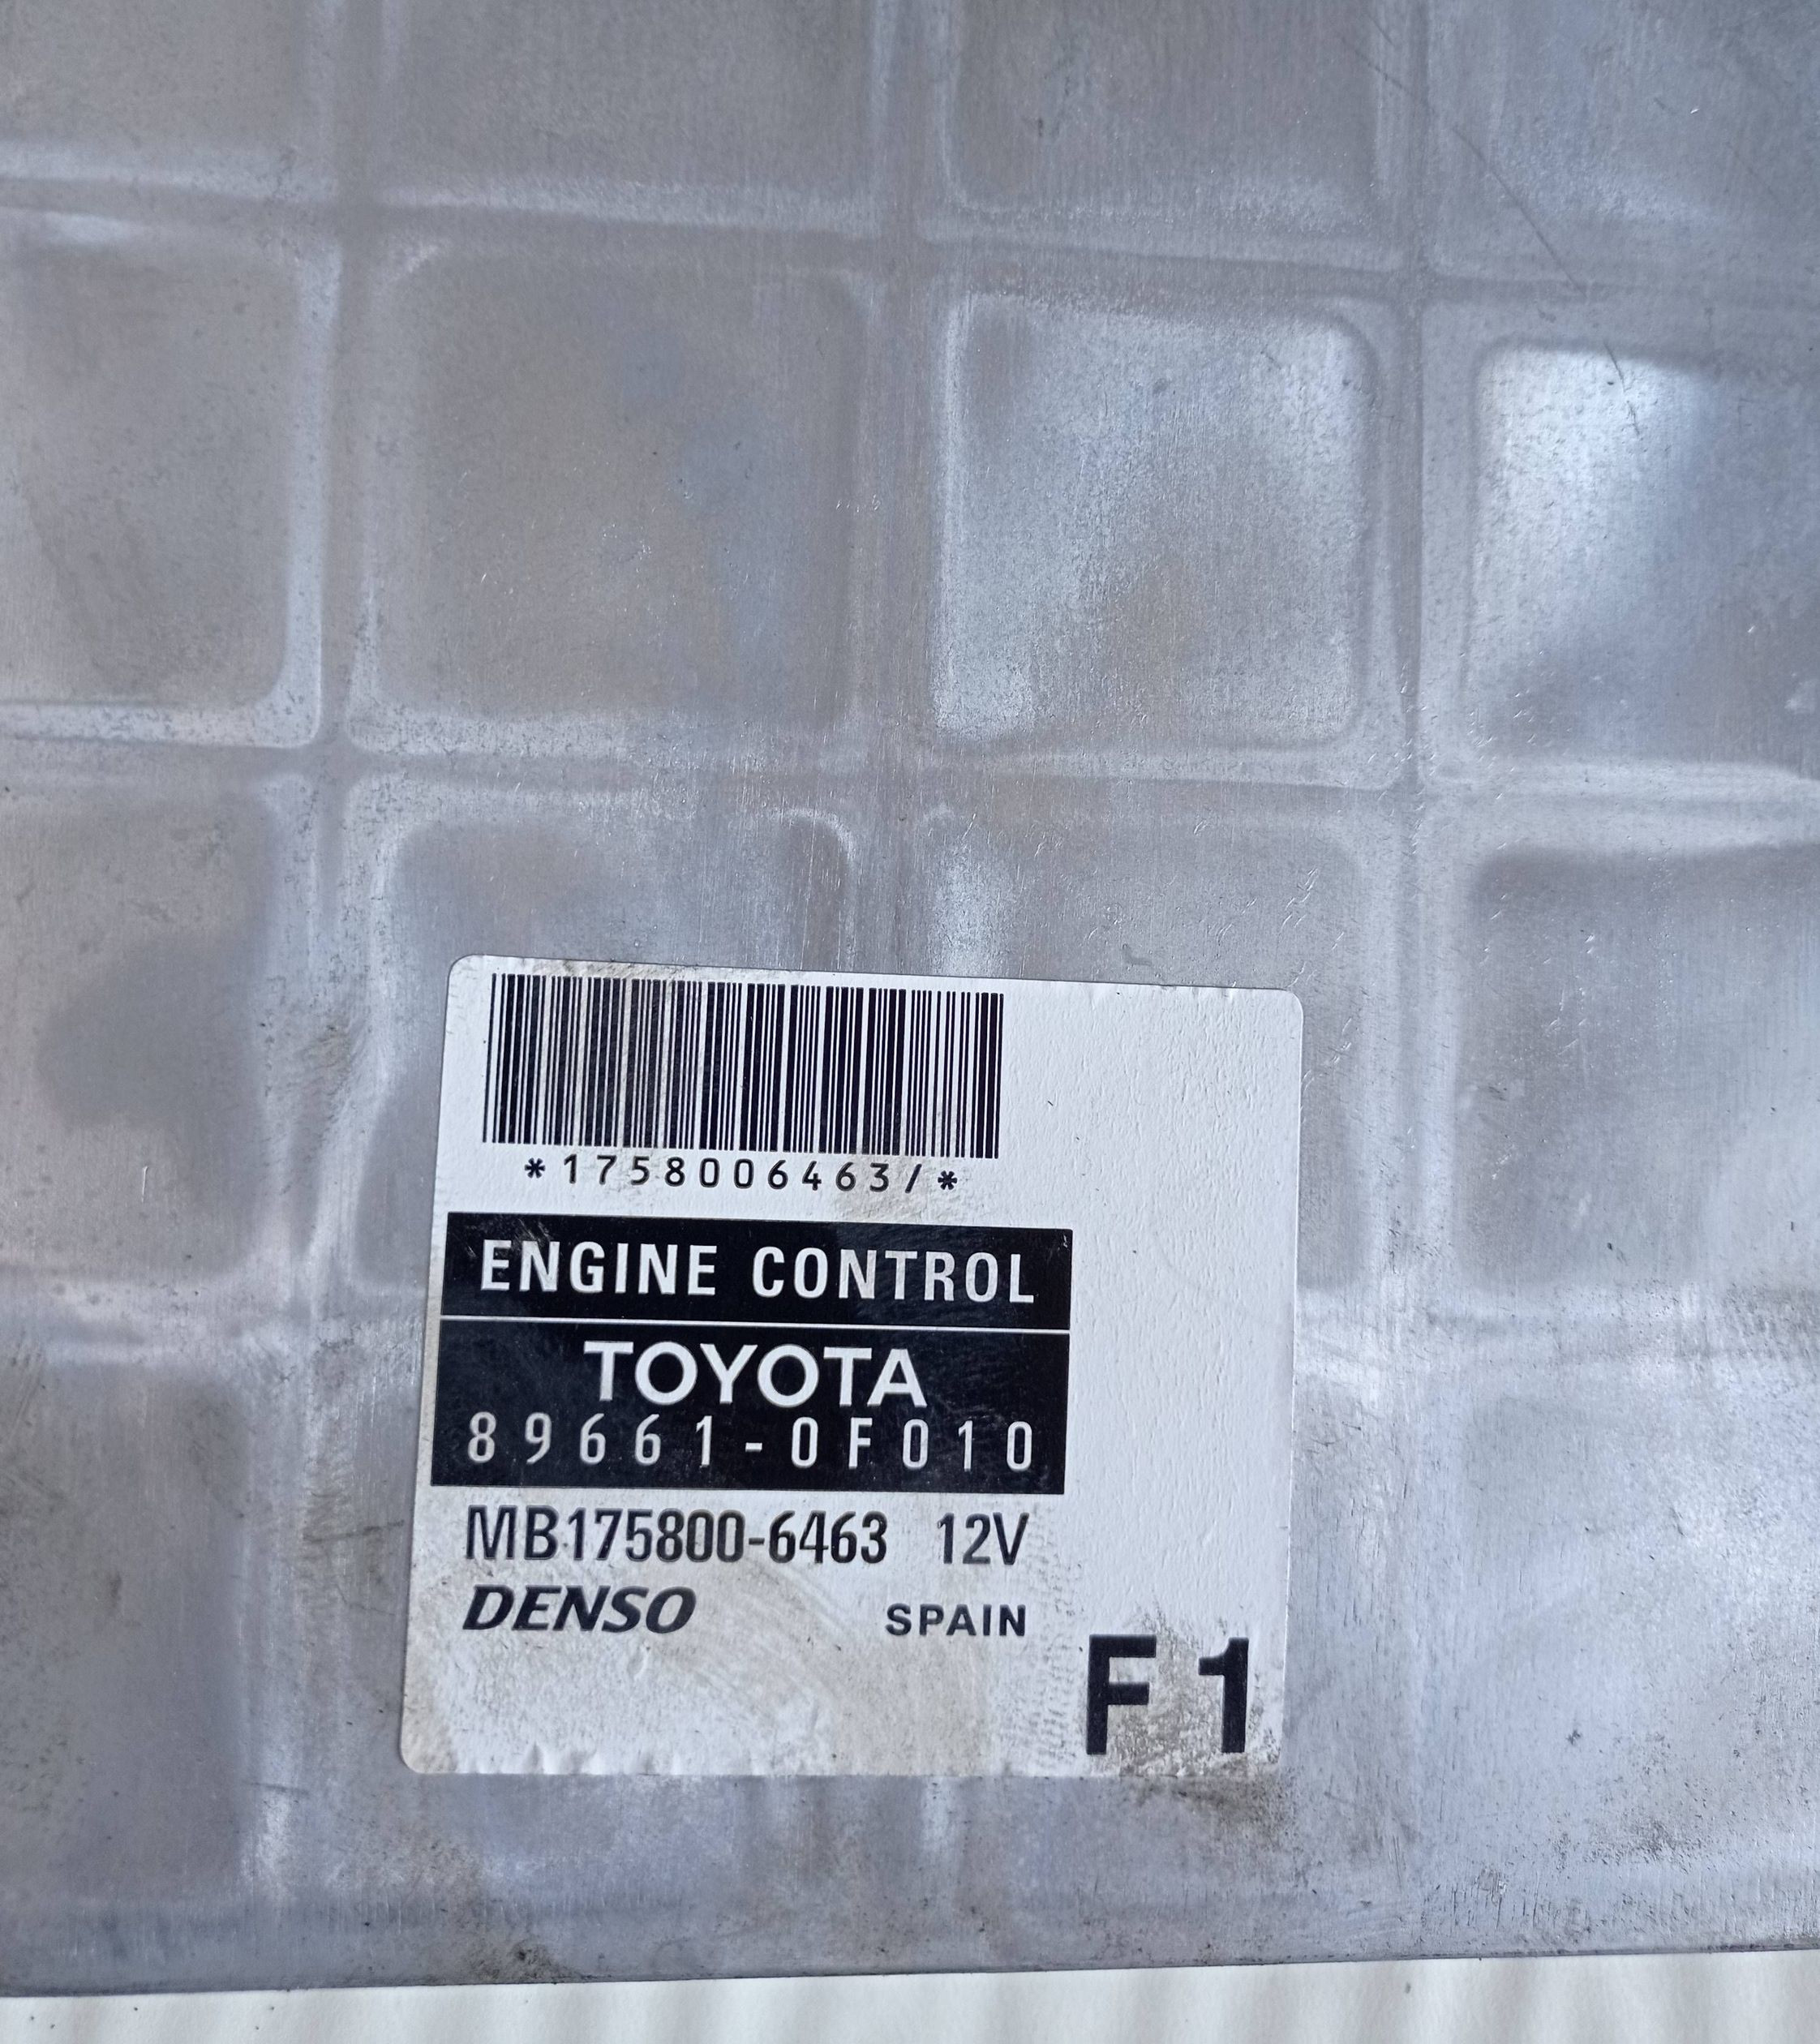 *1758006463/*
ENGINE CONTROL
TOYOTA
89661-0F010
MB175800-6463 12V
DENSO SPAIN
F1